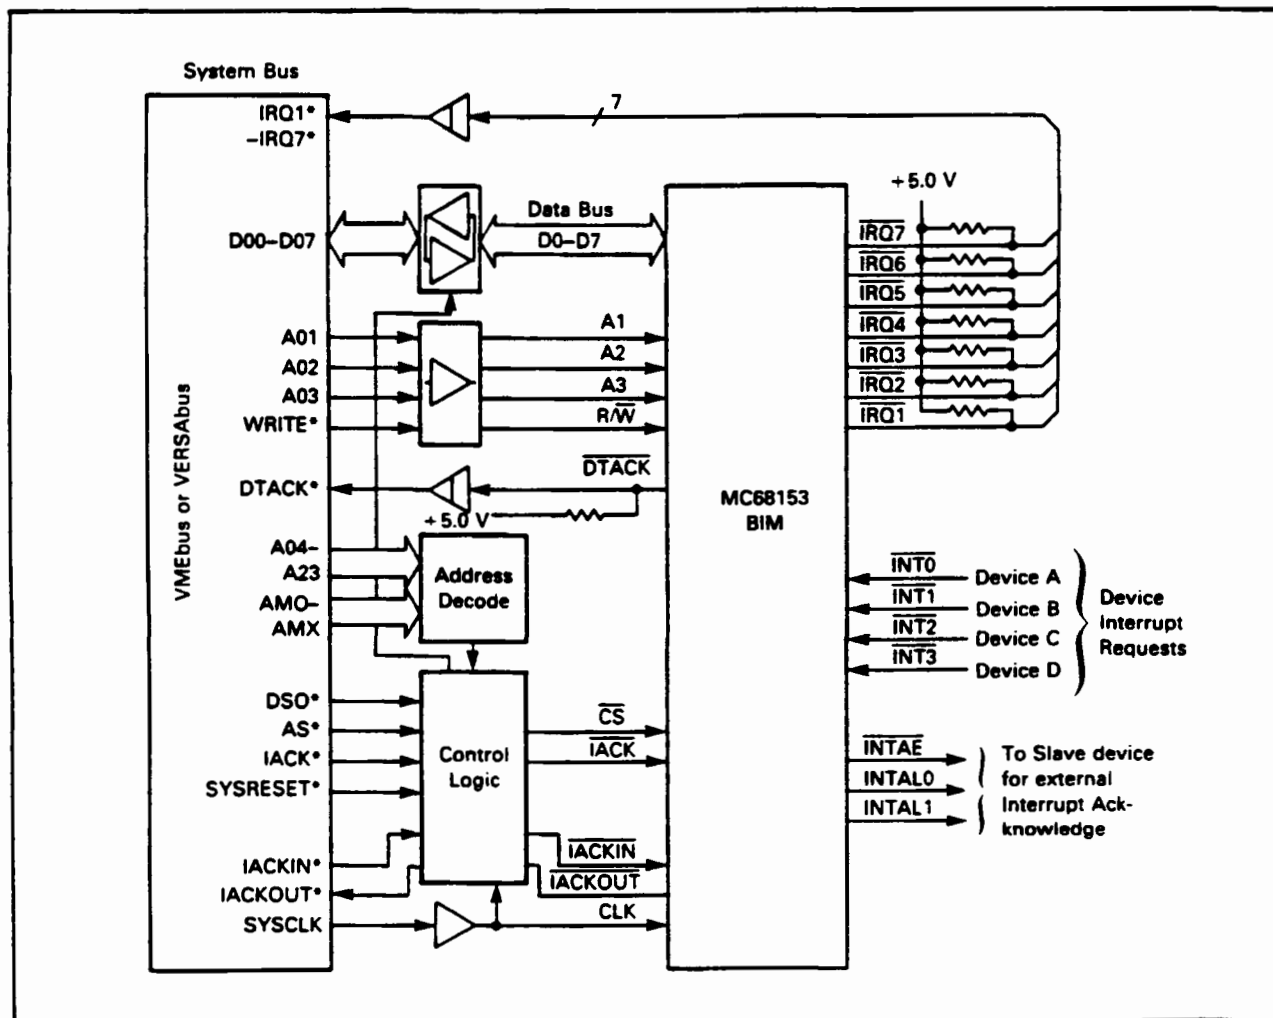 System Bus
IRQ1*
-IRQ7*
7
+5.0 V
D00-D07
Data Bus
D0-D7
IRQ7
IRQ6
IRQ5
IRQ4
IRQ3
IRQ2
IRQ1
A01
A1
A02
A2
A03
A3
WRITE*
R/W
VMEbus or VERSAbus
DTACK*
DTACK
+5.0 V
MC68153
BIM
A04-
A23
AMO-
AMX
Address
Decode
INT0
Device A
INT1
Device B
INT2
Device C
INT3
Device D
Device
Interrupt
Requests
DSO*
AS*
IACK*
SYSRESET*
Control
Logic
CS
IACK
INTAE
INTAL0
INTAL1
To Slave device
for external
Interrupt Ack-
knowledge
IACKIN*
IACKIN
IACKOUT*
IACKOUT
SYSCLK
CLK